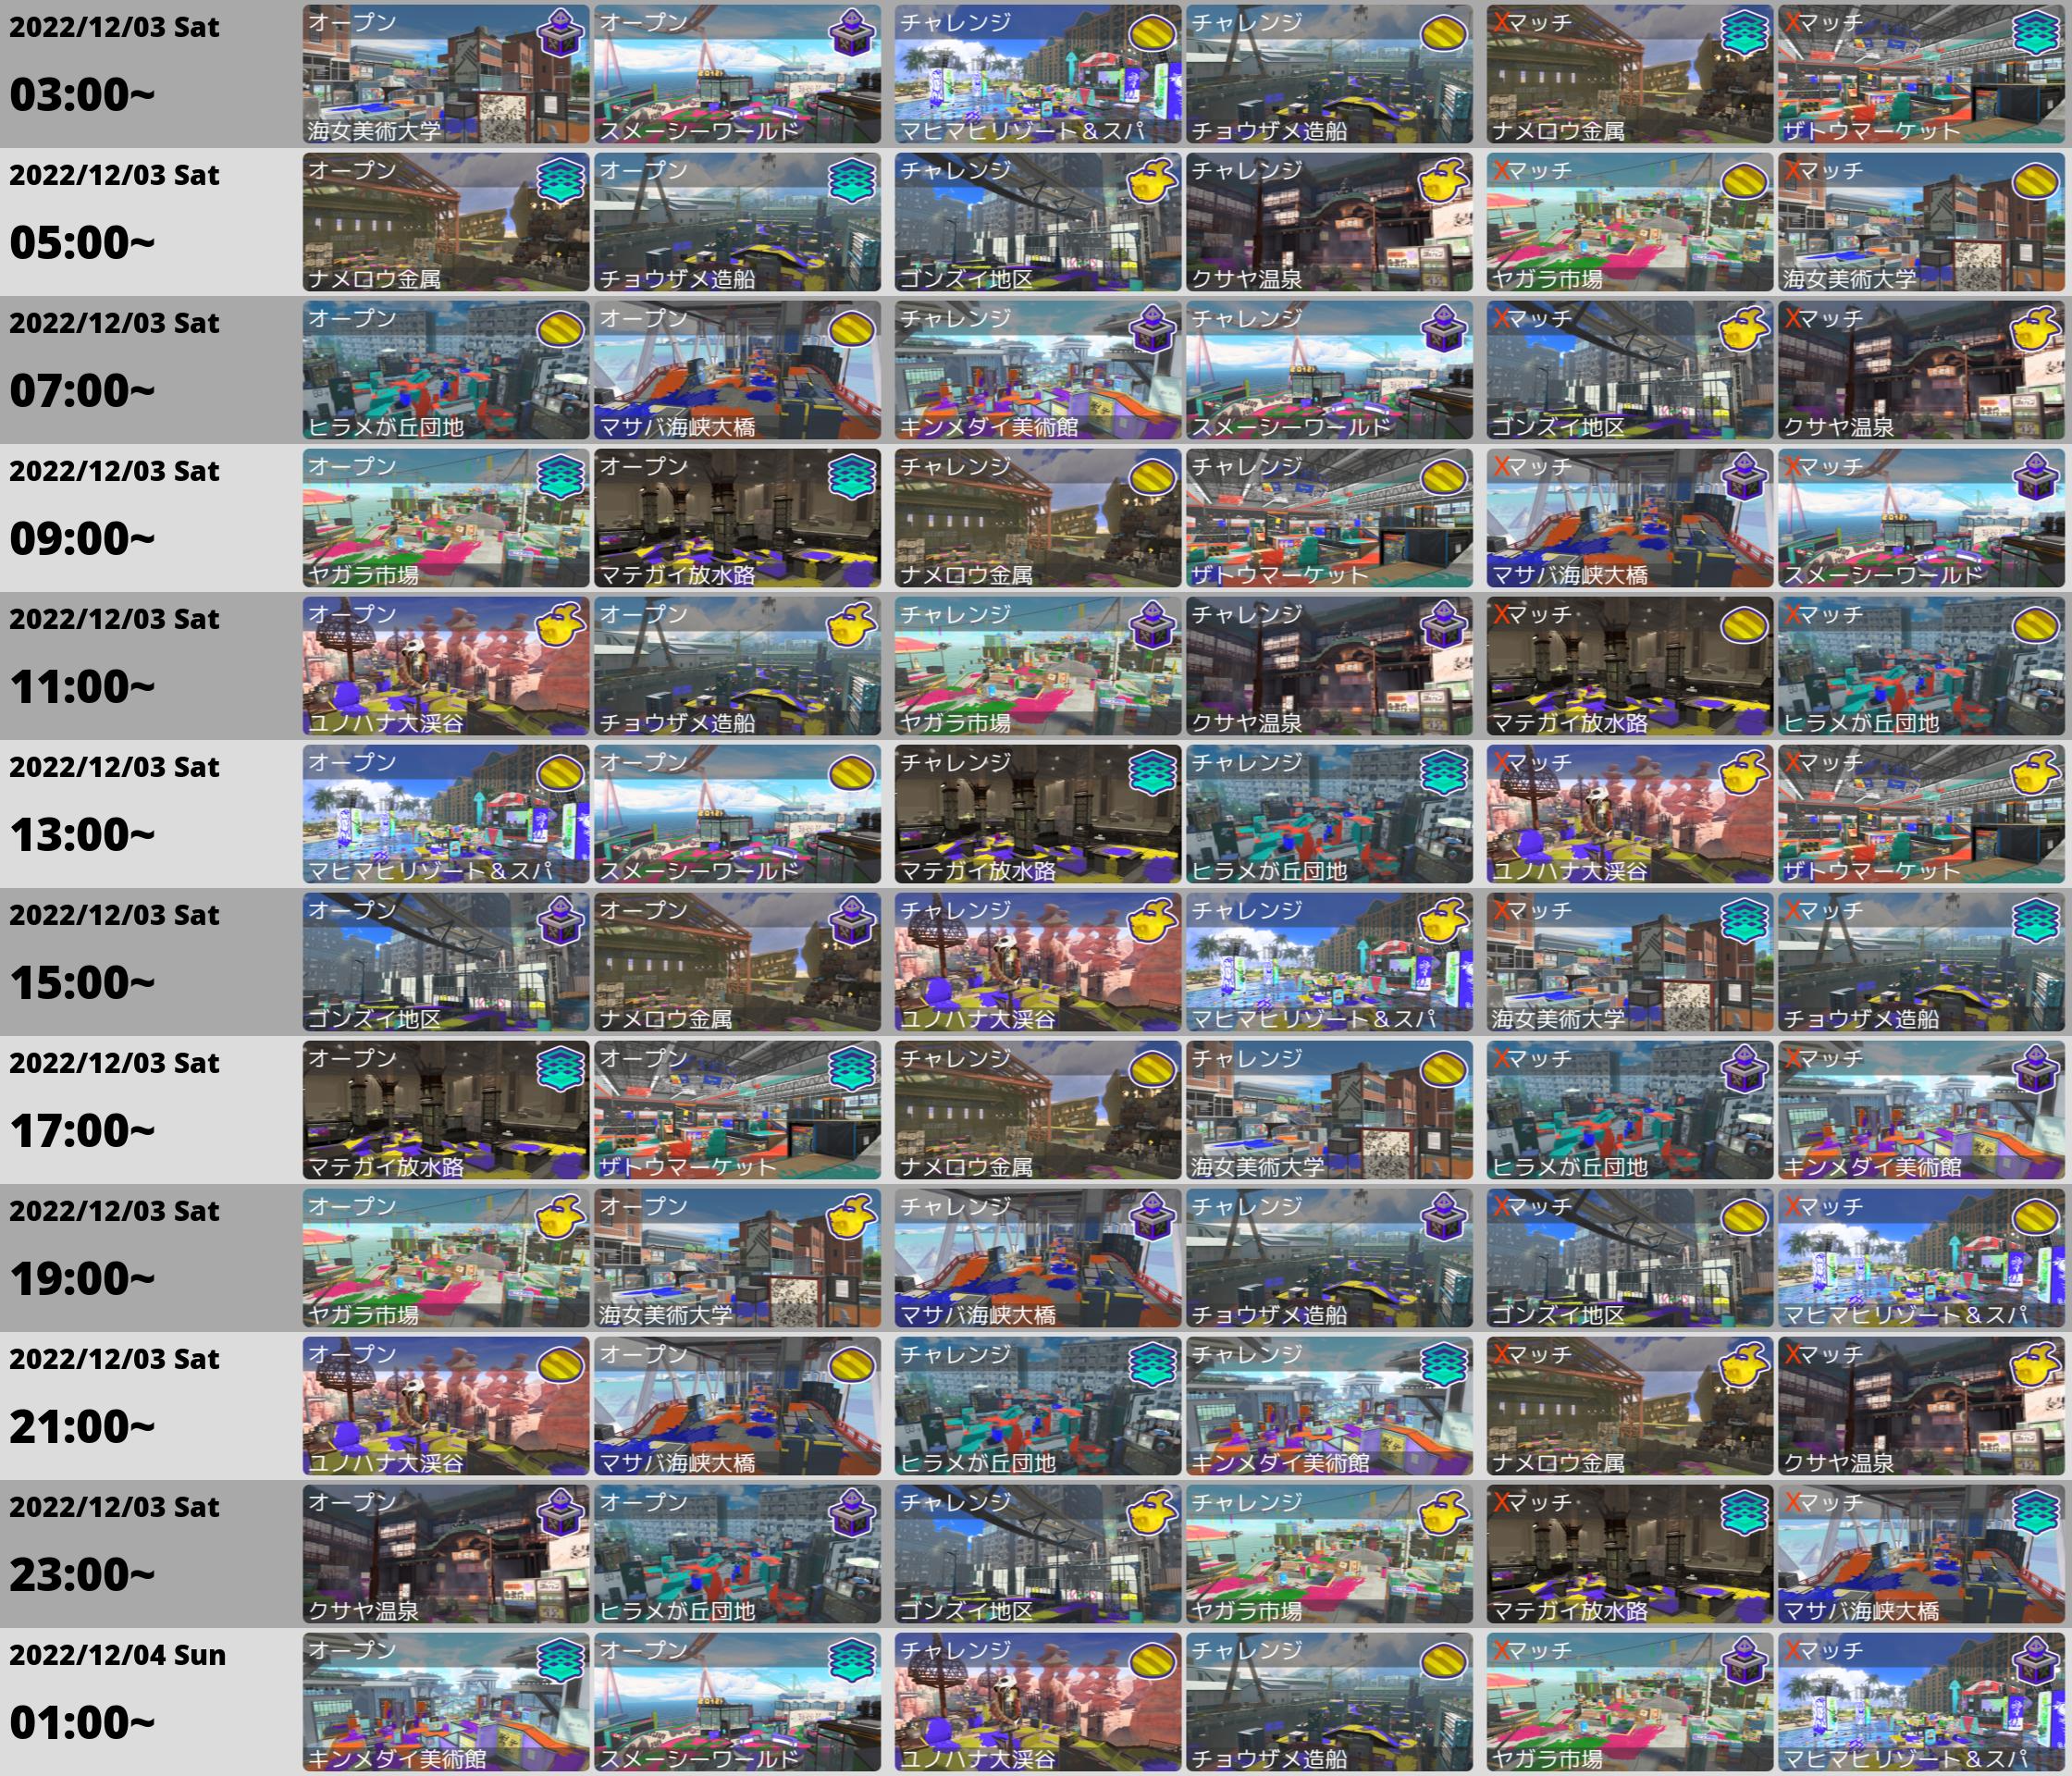 2022/12/03 Sat
03:00~
オープン オープン チャレンジ チャレンジ Xマッチ Xマッチ
海女美術大学 スメーシーワールド マヒマヒリゾート＆スパ チョウザメ造船 ナメロウ金属 ザトウマーケット
2022/12/03 Sat
05:00~
オープン オープン チャレンジ チャレンジ Xマッチ Xマッチ
ナメロウ金属 チョウザメ造船 ゴンズイ地区 クサヤ温泉 ヤガラ市場 海女美術大学
2022/12/03 Sat
07:00~
オープン オープン チャレンジ チャレンジ Xマッチ Xマッチ
ヒラメが丘団地 マサバ海峡大橋 キンメダイ美術館 スメーシーワールド ゴンズイ地区 クサヤ温泉
2022/12/03 Sat
09:00~
オープン オープン チャレンジ チャレンジ Xマッチ Xマッチ
ヤガラ市場 マテガイ放水路 ナメロウ金属 ザトウマーケット マサバ海峡大橋 スメーシーワールド
2022/12/03 Sat
11:00~
オープン オープン チャレンジ チャレンジ Xマッチ Xマッチ
ユノハナ大渓谷 チョウザメ造船 ヤガラ市場 クサヤ温泉 マテガイ放水路 ヒラメが丘団地
2022/12/03 Sat
13:00~
オープン オープン チャレンジ チャレンジ Xマッチ Xマッチ
マヒマヒリゾート＆スパ スメーシーワールド マテガイ放水路 ヒラメが丘団地 ユノハナ大渓谷 ザトウマーケット
2022/12/03 Sat
15:00~
オープン オープン チャレンジ チャレンジ Xマッチ Xマッチ
ゴンズイ地区 ナメロウ金属 ユノハナ大渓谷 マヒマヒリゾート＆スパ 海女美術大学 チョウザメ造船
2022/12/03 Sat
17:00~
オープン オープン チャレンジ チャレンジ Xマッチ Xマッチ
マテガイ放水路 ザトウマーケット ナメロウ金属 海女美術大学 ヒラメが丘団地 キンメダイ美術館
2022/12/03 Sat
19:00~
オープン オープン チャレンジ チャレンジ Xマッチ Xマッチ
ヤガラ市場 海女美術大学 マサバ海峡大橋 チョウザメ造船 ゴンズイ地区 マヒマヒリゾート＆スパ
2022/12/03 Sat
21:00~
オープン オープン チャレンジ チャレンジ Xマッチ Xマッチ
ユノハナ大渓谷 マサバ海峡大橋 ヒラメが丘団地 キンメダイ美術館 ナメロウ金属 クサヤ温泉
2022/12/03 Sat
23:00~
オープン オープン チャレンジ チャレンジ Xマッチ Xマッチ
クサヤ温泉 ヒラメが丘団地 ゴンズイ地区 ヤガラ市場 マテガイ放水路 マサバ海峡大橋
2022/12/04 Sun
01:00~
オープン オープン チャレンジ チャレンジ Xマッチ Xマッチ
キンメダイ美術館 スメーシーワールド ユノハナ大渓谷 チョウザメ造船 ヤガラ市場 マヒマヒリゾート＆スパ